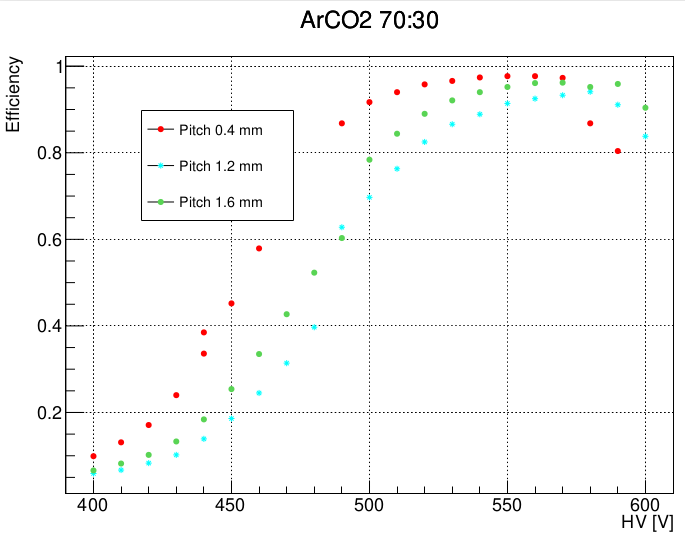 ArCO2 70:30
Efficiency
1
0.8
0.6
0.4
0.2
Pitch 0.4 mm
Pitch 1.2 mm
Pitch 1.6 mm
400 450 500 550 600
HV [V]